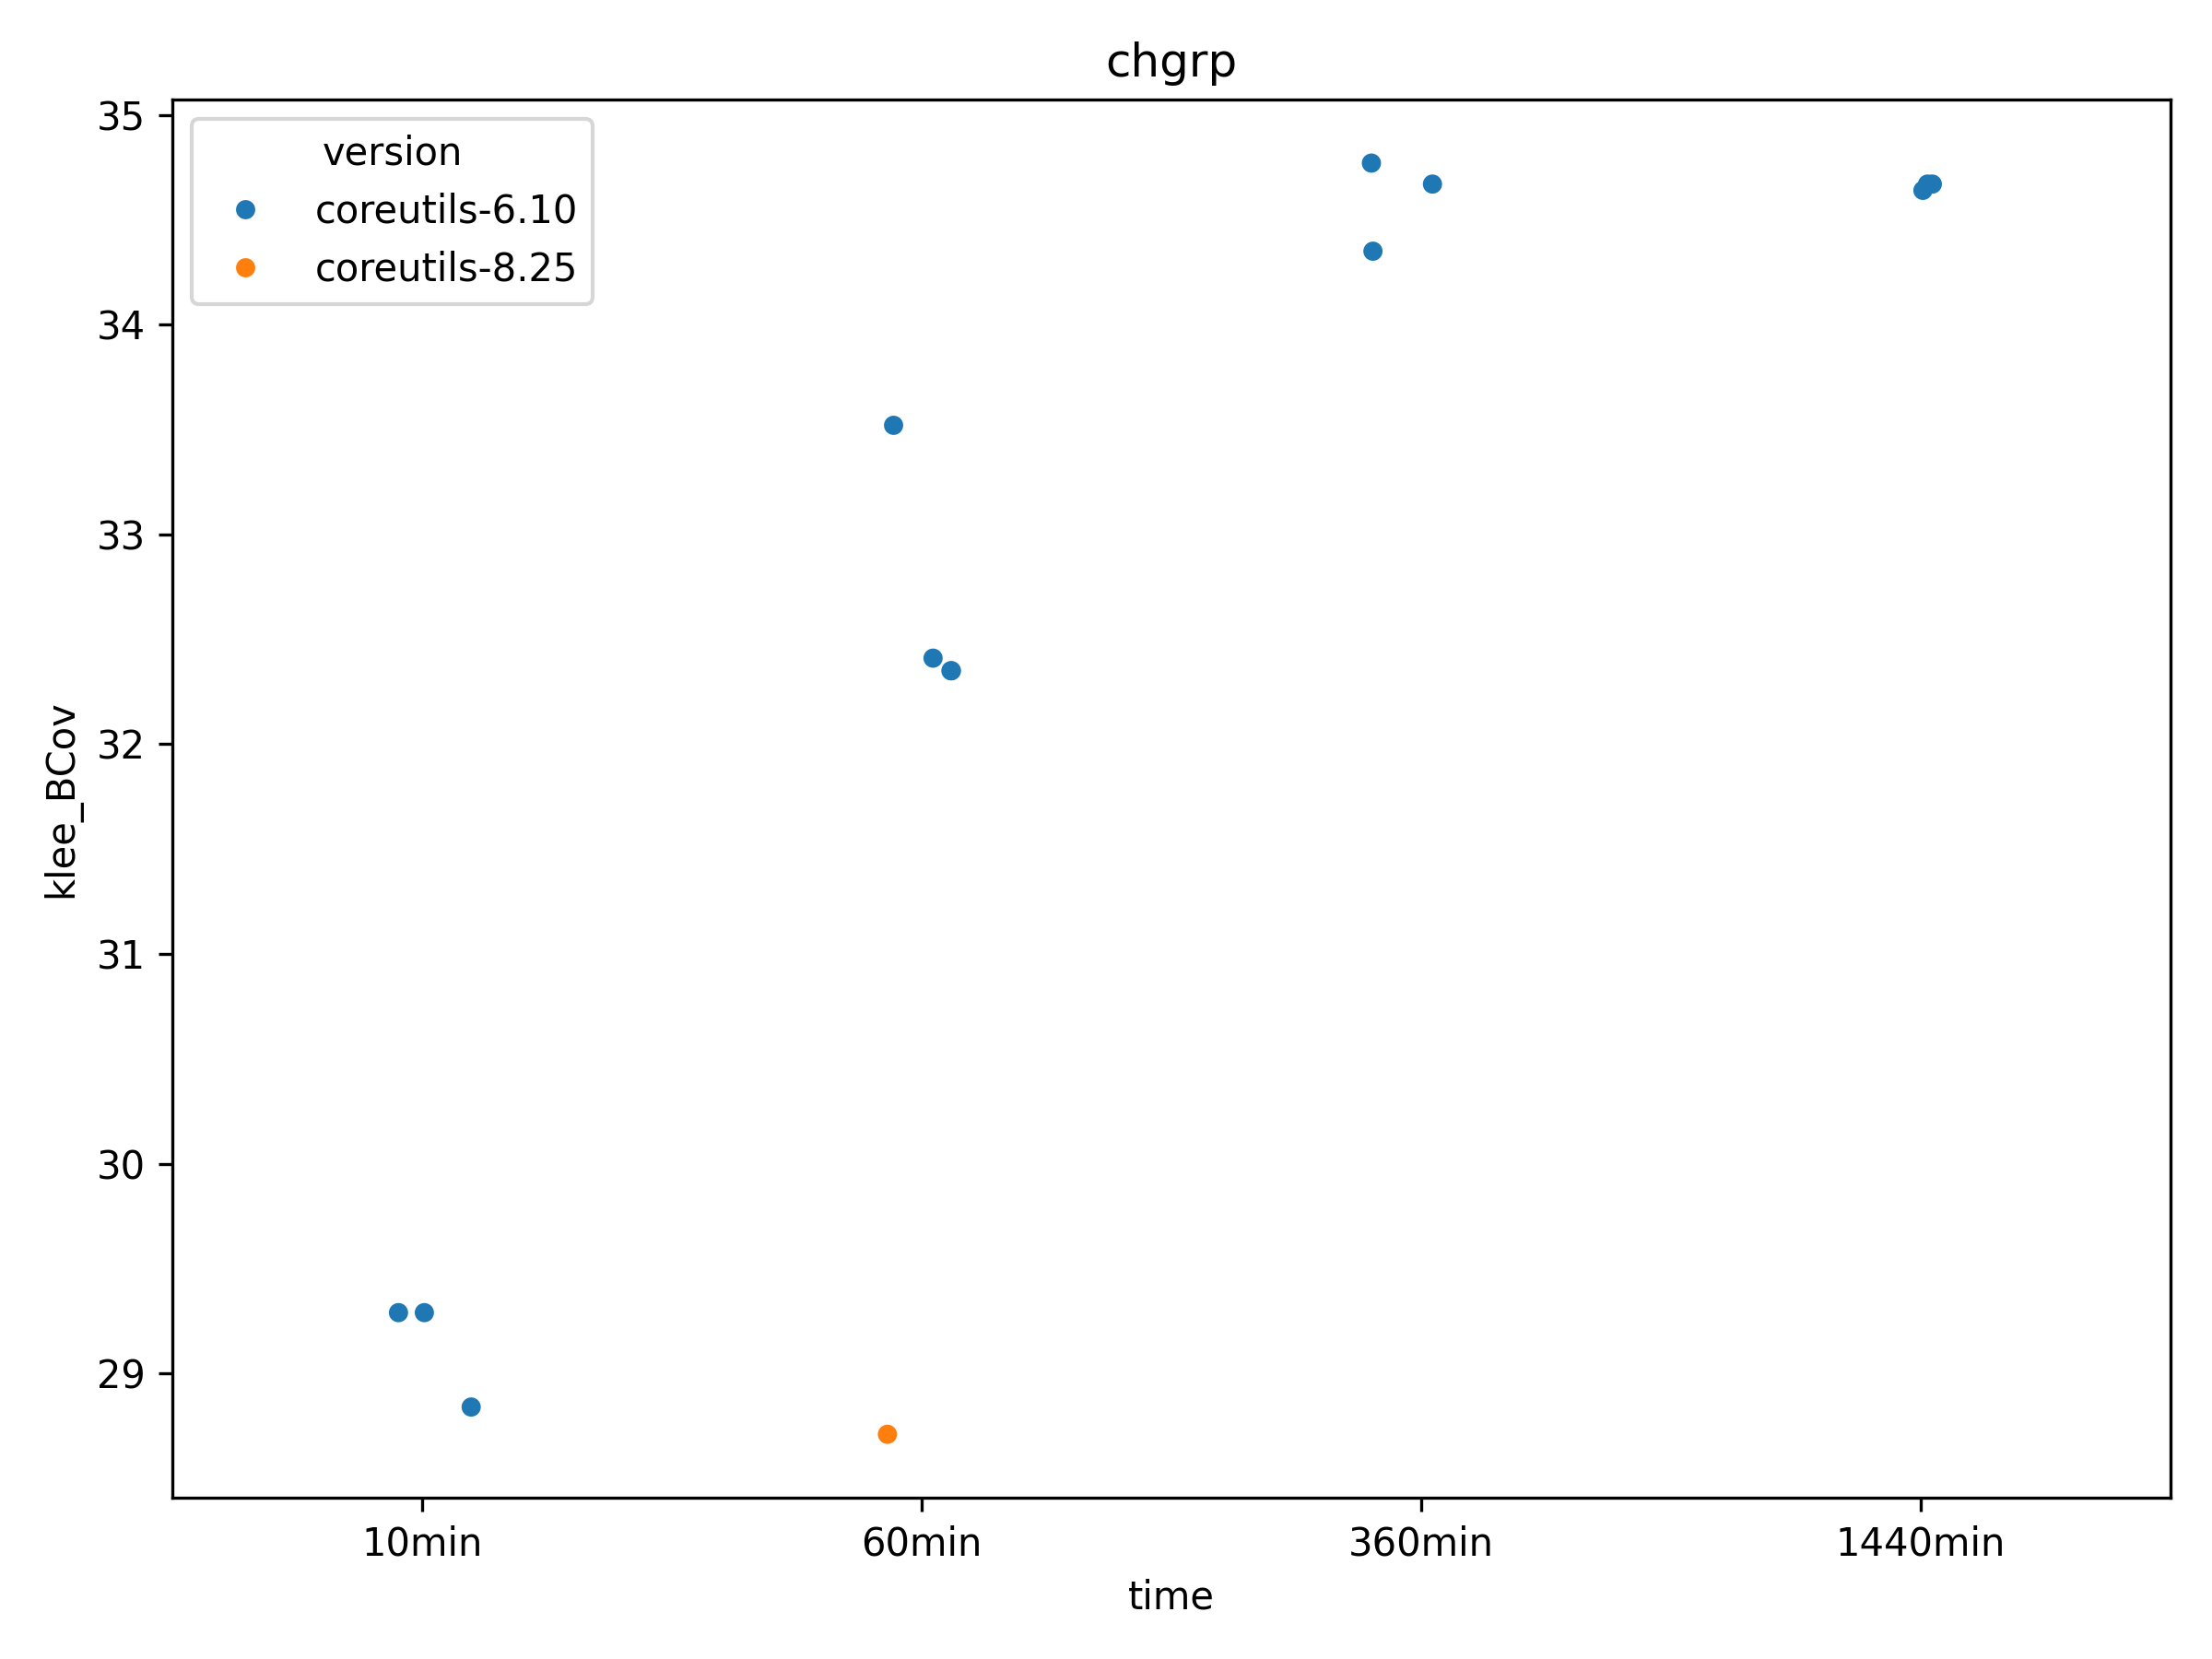 chgrp
version
coreutils-6.10
coreutils-8.25
35
34
33
32
31
30
29
klee_BCov
10min 60min 360min 1440min
time